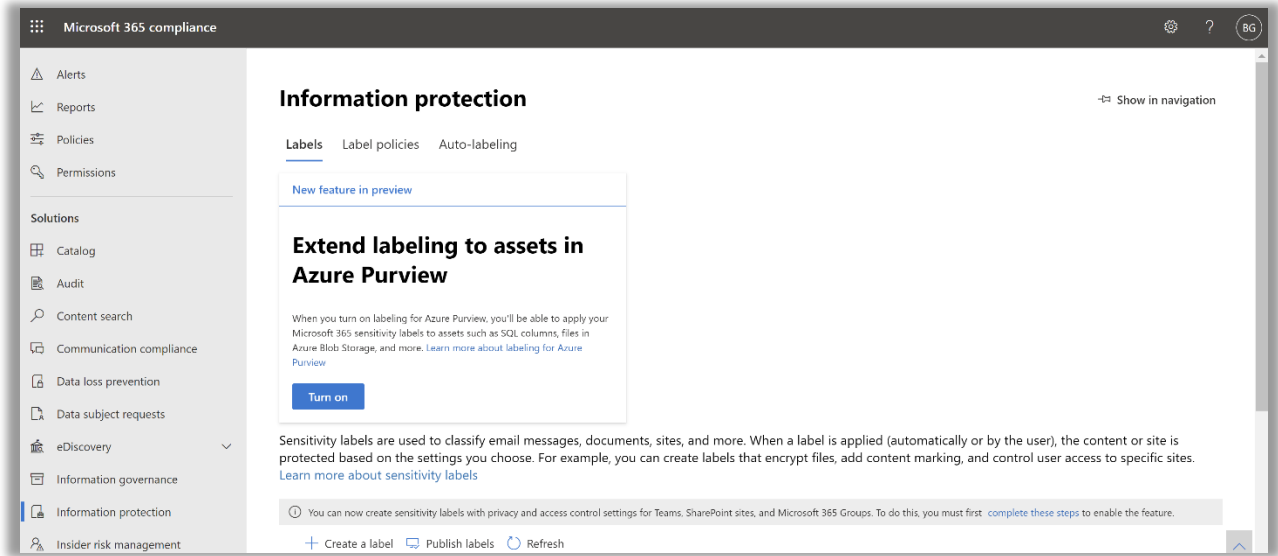 Microsoft 365 compliance
?
BG
Alerts
Reports
Policies
Permissions
Solutions
Catalog
Audit
Content search
Communication compliance
Data loss prevention
Data subject requests
eDiscovery
Information governance
Information protection
Insider risk management
Information protection
Show in navigation
Labels Label policies Auto-labeling
New feature in preview
Extend labeling to assets in
Azure Purview
When you turn on labeling for Azure Purview, you'll be able to apply your
Microsoft 365 sensitivity labels to assets such as SQL columns, files in
Azure Blob Storage, and more. Learn more about labeling for Azure
Purview
Turn on
Sensitivity labels are used to classify email messages, documents, sites, and more. When a label is applied (automatically or by the user), the content or site is
protected based on the settings you choose. For example, you can create labels that encrypt files, add content marking, and control user access to specific sites.
Learn more about sensitivity labels
You can now create sensitivity labels with privacy and access control settings for Teams, SharePoint sites, and Microsoft 365 Groups. To do this, you must first complete these steps to enable the feature.
Create a label Publish labels Refresh